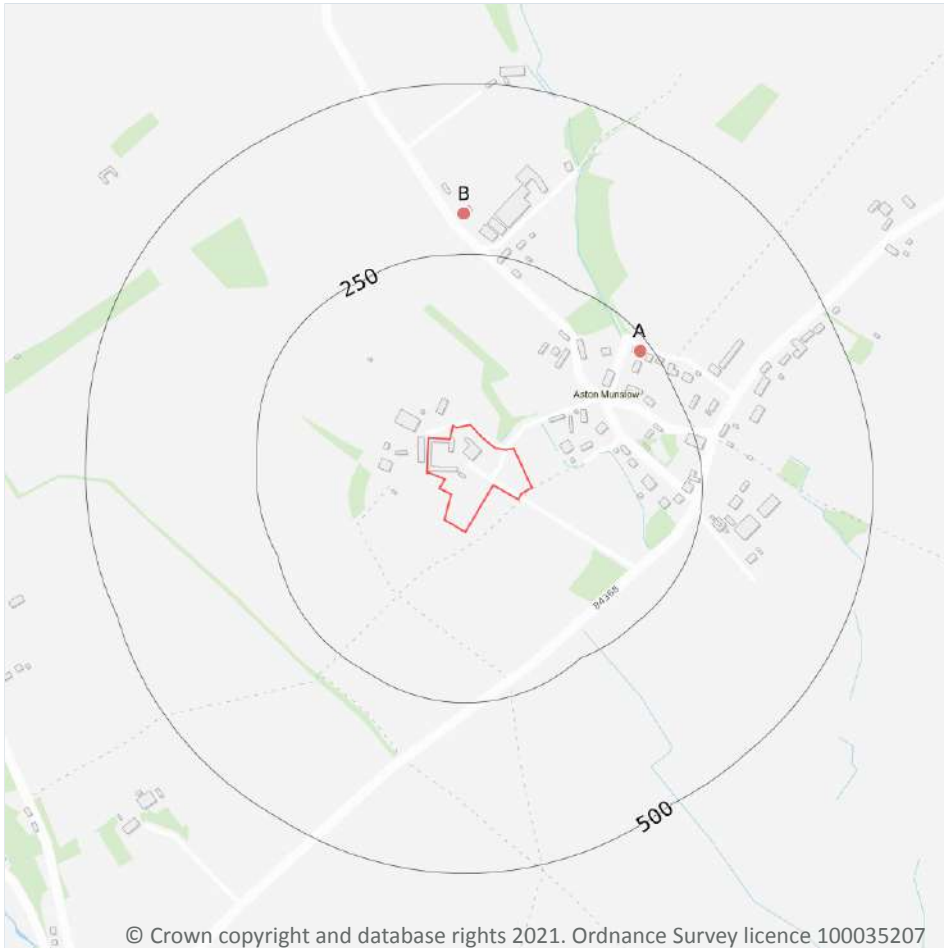 B
250
A
Aston Munslow
B4368
500
© Crown copyright and database rights 2021. Ordnance Survey licence 100035207